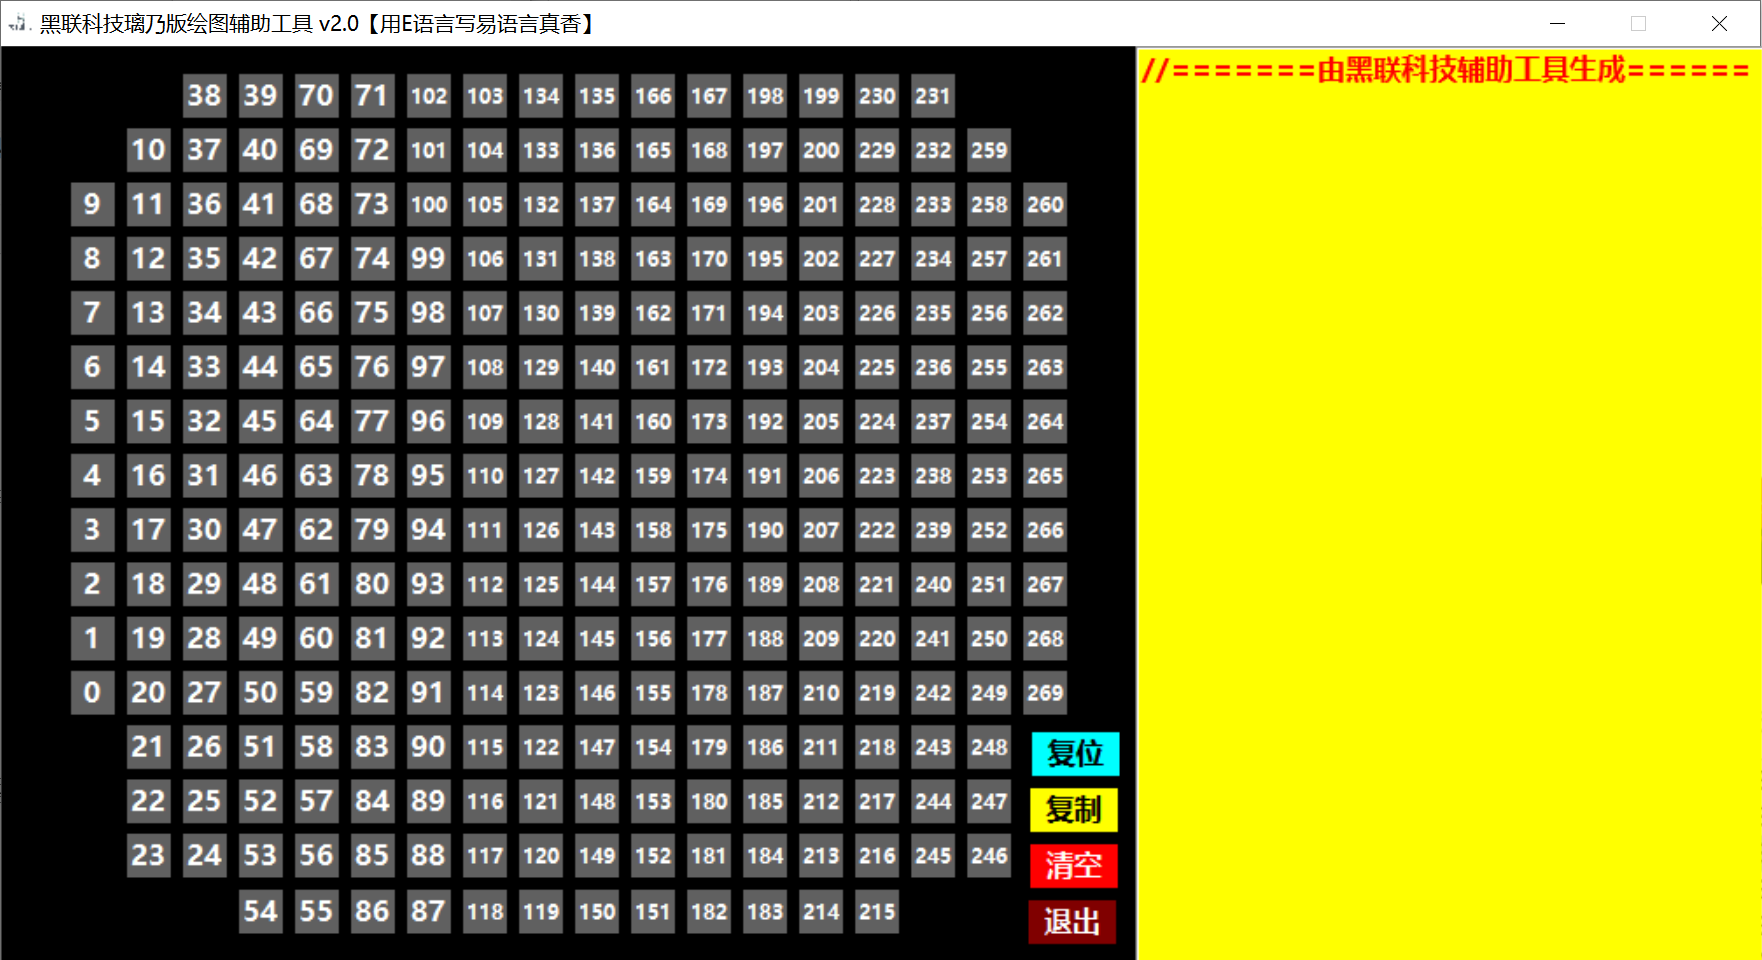 黑联科技璃乃版绘图辅助工具 v2.0【用E语言写易语言真香】
//=======由黑联科技辅助工具生成======
38 39 70 71 102 103 134 135 166 167 198 199 230 231
10 37 40 69 72 101 104 133 136 165 168 197 200 229 232 259
9 11 36 41 68 73 100 105 132 137 164 169 196 201 228 233 258 260
8 12 35 42 67 74 99 106 131 138 163 170 195 202 227 234 257 261
7 13 34 43 66 75 98 107 130 139 162 171 194 203 226 235 256 262
6 14 33 44 65 76 97 108 129 140 161 172 193 204 225 236 255 263
5 15 32 45 64 77 96 109 128 141 160 173 192 205 224 237 254 264
4 16 31 46 63 78 95 110 127 142 159 174 191 206 223 238 253 265
3 17 30 47 62 79 94 111 126 143 158 175 190 207 222 239 252 266
2 18 29 48 61 80 93 112 125 144 157 176 189 208 221 240 251 267
1 19 28 49 60 81 92 113 124 145 156 177 188 209 220 241 250 268
0 20 27 50 59 82 91 114 123 146 155 178 187 210 219 242 249 269
21 26 51 58 83 90 115 122 147 154 179 186 211 218 243 248
复位
22 25 52 57 84 89 116 121 148 153 180 185 212 217 244 247
复制
23 24 53 56 85 88 117 120 149 152 181 184 213 216 245 246
清空
54 55 86 87 118 119 150 151 182 183 214 215
退出